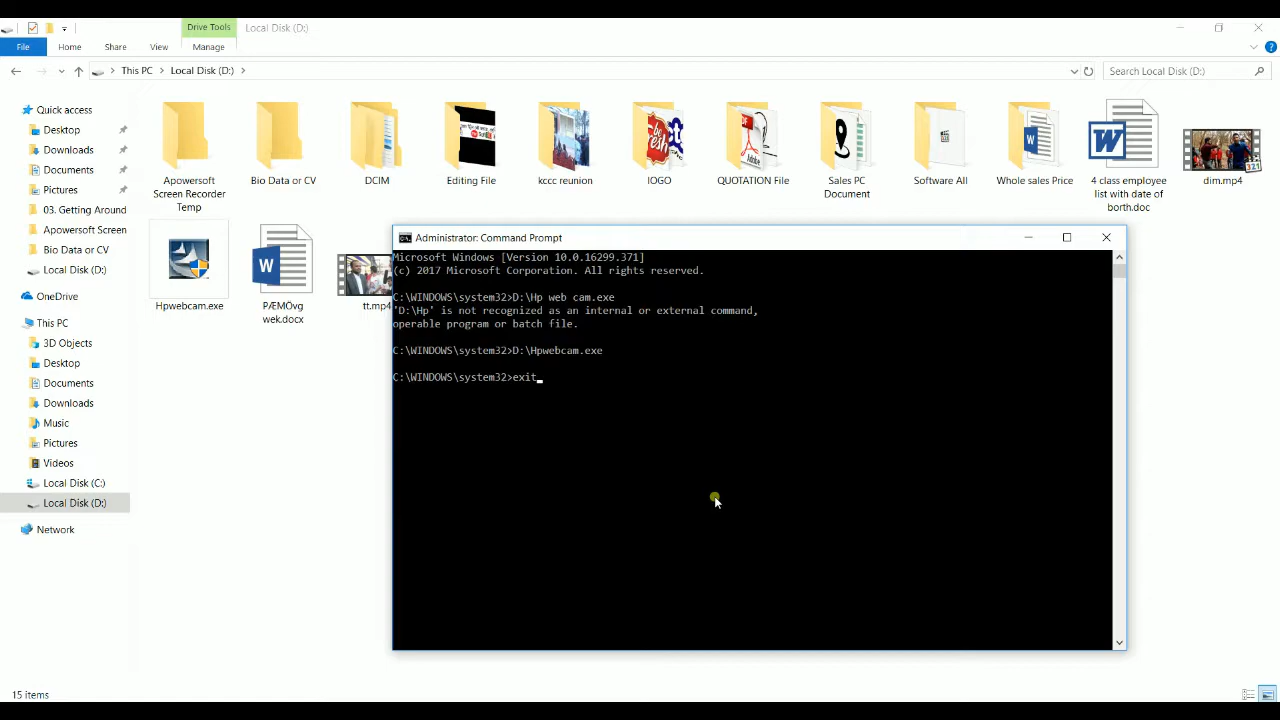 Drive Tools
Local Disk (D:)
File
Home
Share
View
Manage
This PC
Local Disk (D:)
Search Local Disk (D:)
Quick access
Desktop
Downloads
Documents
Pictures
03. Getting Around
Apowersoft Screen
Bio Data or CV
Local Disk (D:)
OneDrive
This PC
3D Objects
Desktop
Documents
Downloads
Music
Pictures
Videos
Local Disk (C:)
Local Disk (D:)
Network
Apowersoft
Screen Recorder
Temp
Bio Data or CV
DCIM
Editing File
kccc reunion
lOGO
QUOTATION File
Adobe
Sales PC
Document
Software All
Whole sales Price
4 class employee
list with date of
borth.doc
dim.mp4
321
Hpwebcam.exe
PÆMÖvg
wek.docx
tt.mp4
Administrator: Command Prompt
Microsoft Windows [Version 10.0.16299.371]
(c) 2017 Microsoft Corporation. All rights reserved.
C:\WINDOWS\system32>D:\Hp web cam.exe
'D:\Hp' is not recognized as an internal or external command,
operable program or batch file.
C:\WINDOWS\system32>D:\Hpwebcam.exe
C:\WINDOWS\system32>exit
15 items